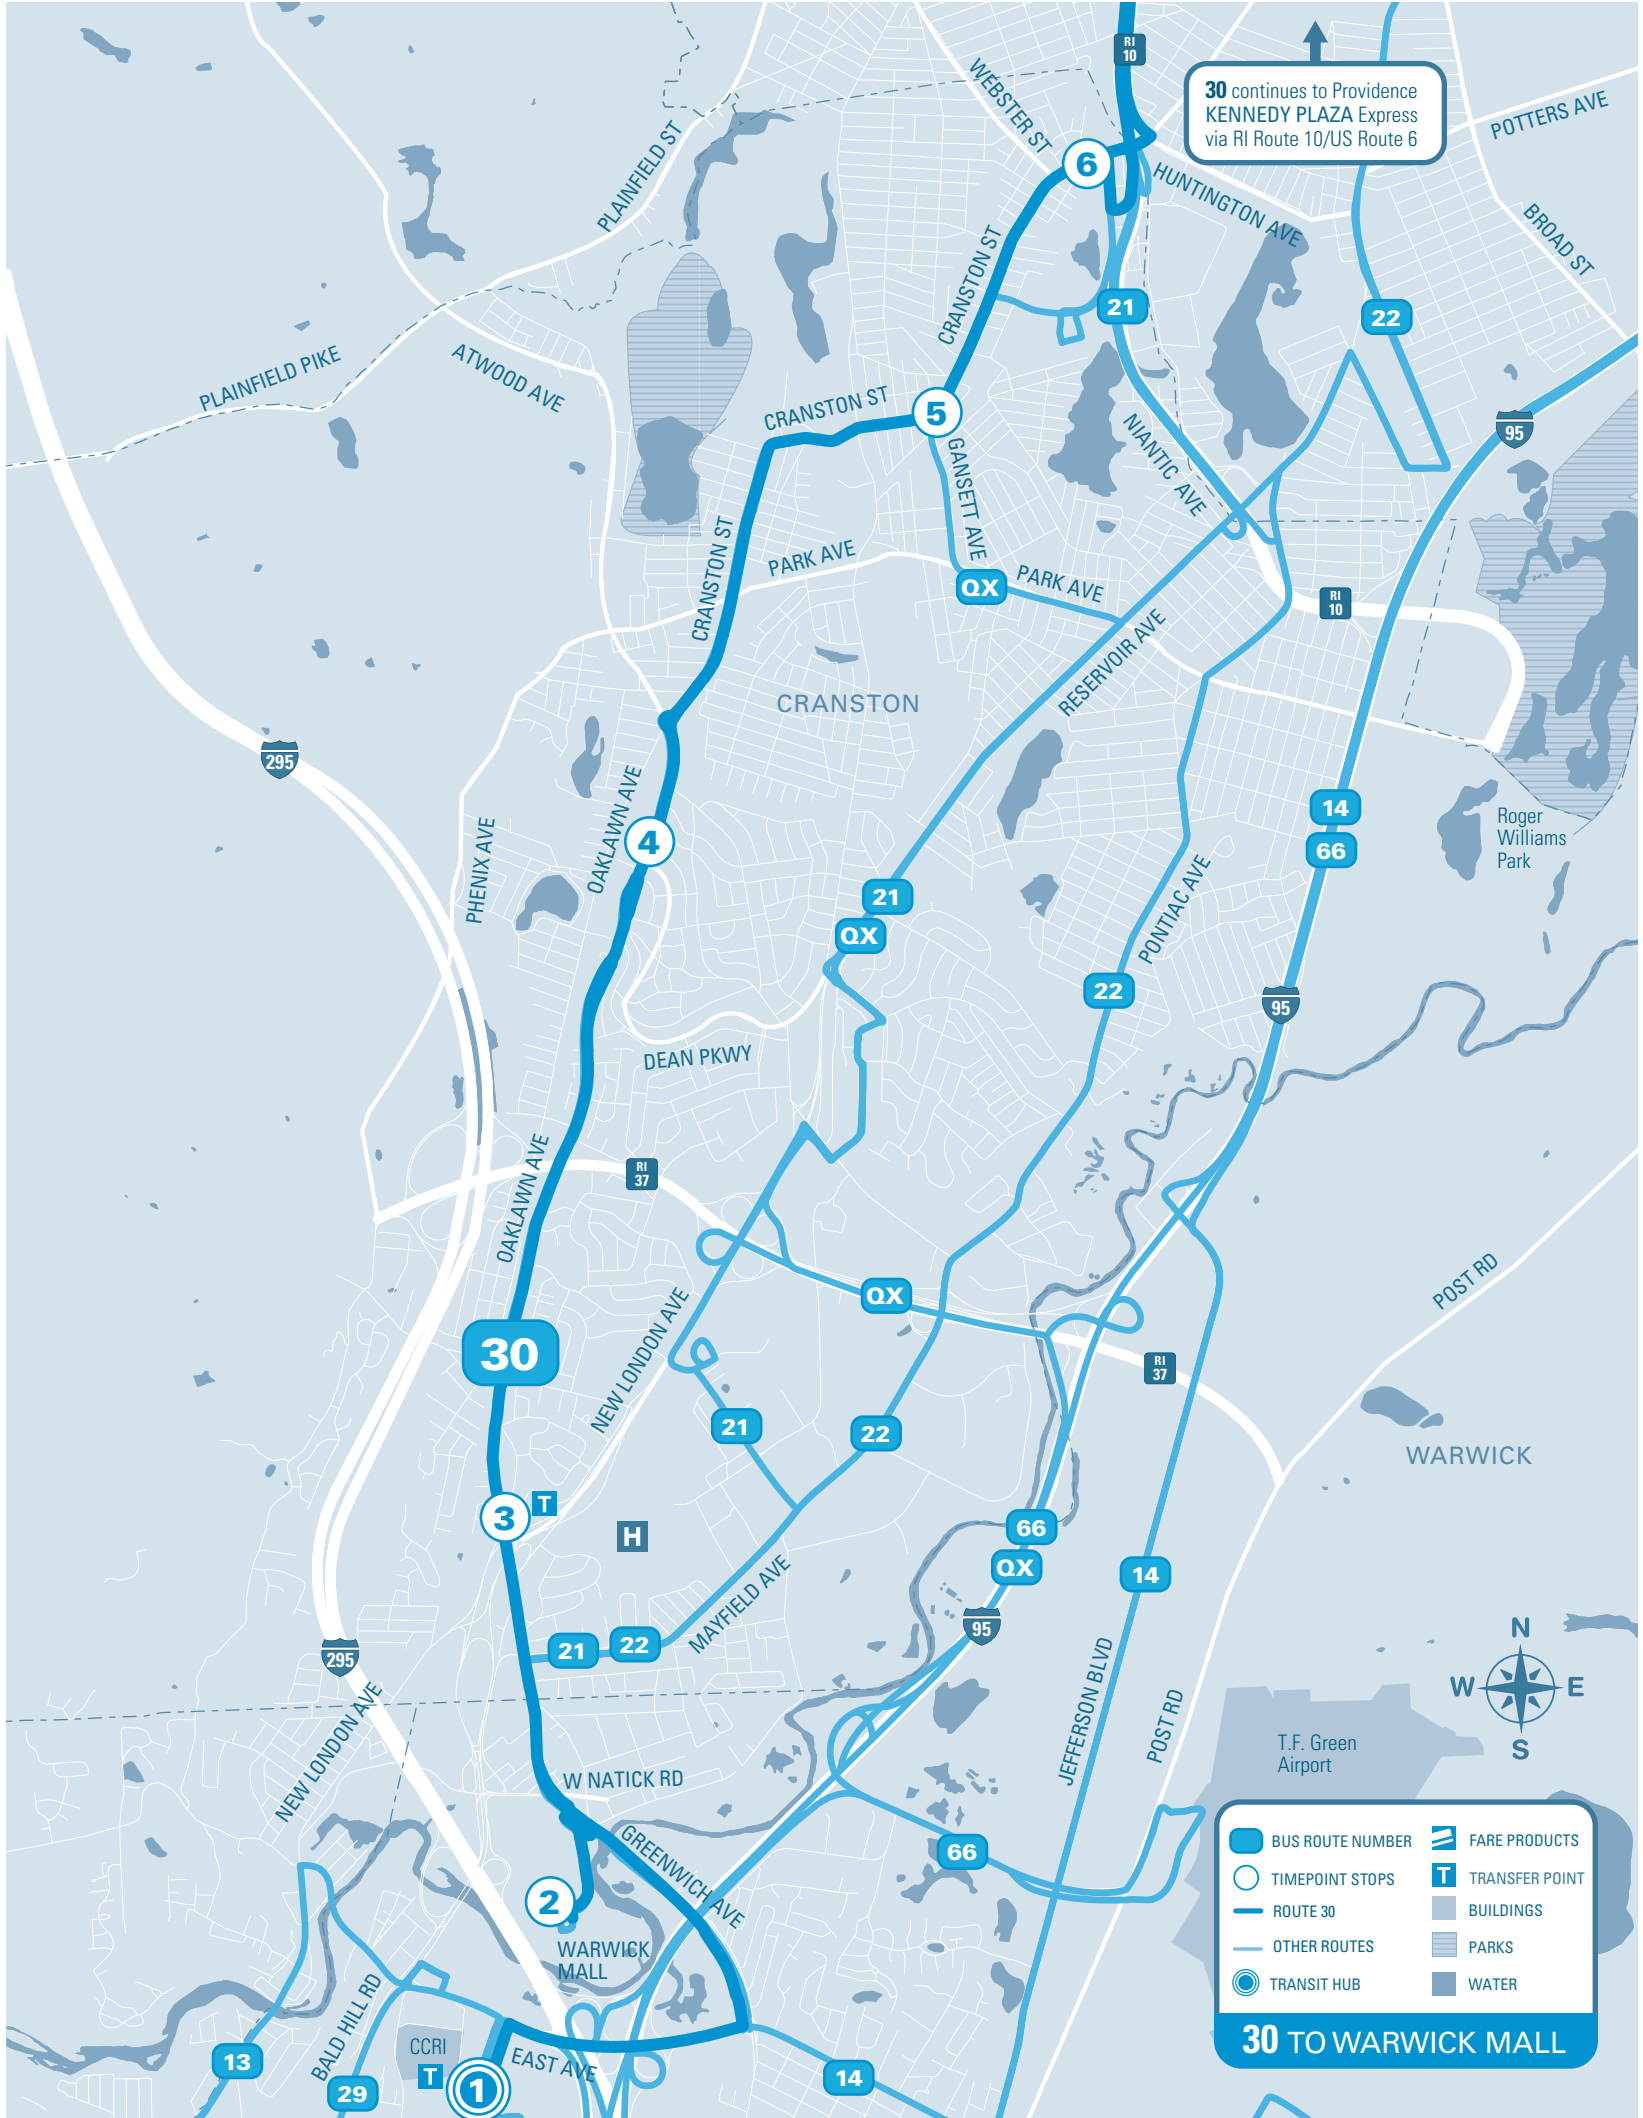 RI
10
30 continues to Providence
KENNEDY PLAZA Express
via RI Route 10/US Route 6
WEBSTER ST
POTTERS AVE
PLAINFIELD ST
6
HUNTINGTON AVE
BROAD ST
CRANSTON ST
21
22
PLAINFIELD PIKE
ATWOOD AVE
CRANSTON ST
5
95
GANSETT AVE
NIANTIC AVE
CRANSTON ST
PARK AVE
QX
PARK AVE
RI
10
RESERVOIR AVE
CRANSTON
295
OAKLAWN AVE
4
14
66
Roger
Williams
Park
PHENIX AVE
21
QX
PONTIAC AVE
22
95
DEAN PKWY
OAKLAWN AVE
RI
37
QX
POST RD
NEW LONDON AVE
30
RI
37
21
22
WARWICK
3
T
H
66
QX
14
MAYFIELD AVE
95
21
22
295
NEW LONDON AVE
JEFFERSON BLVD
POST RD
N
W
E
S
T.F. Green
Airport
W NATICK RD
GREENWICH AVE
66
2
WARWICK
MALL
BALD HILL RD
CCRI
T
1
EAST AVE
13
29
14
BUS ROUTE NUMBER
FARE PRODUCTS
TIMEPOINT STOPS
T
TRANSFER POINT
ROUTE 30
BUILDINGS
OTHER ROUTES
PARKS
TRANSIT HUB
WATER
30 TO WARWICK MALL